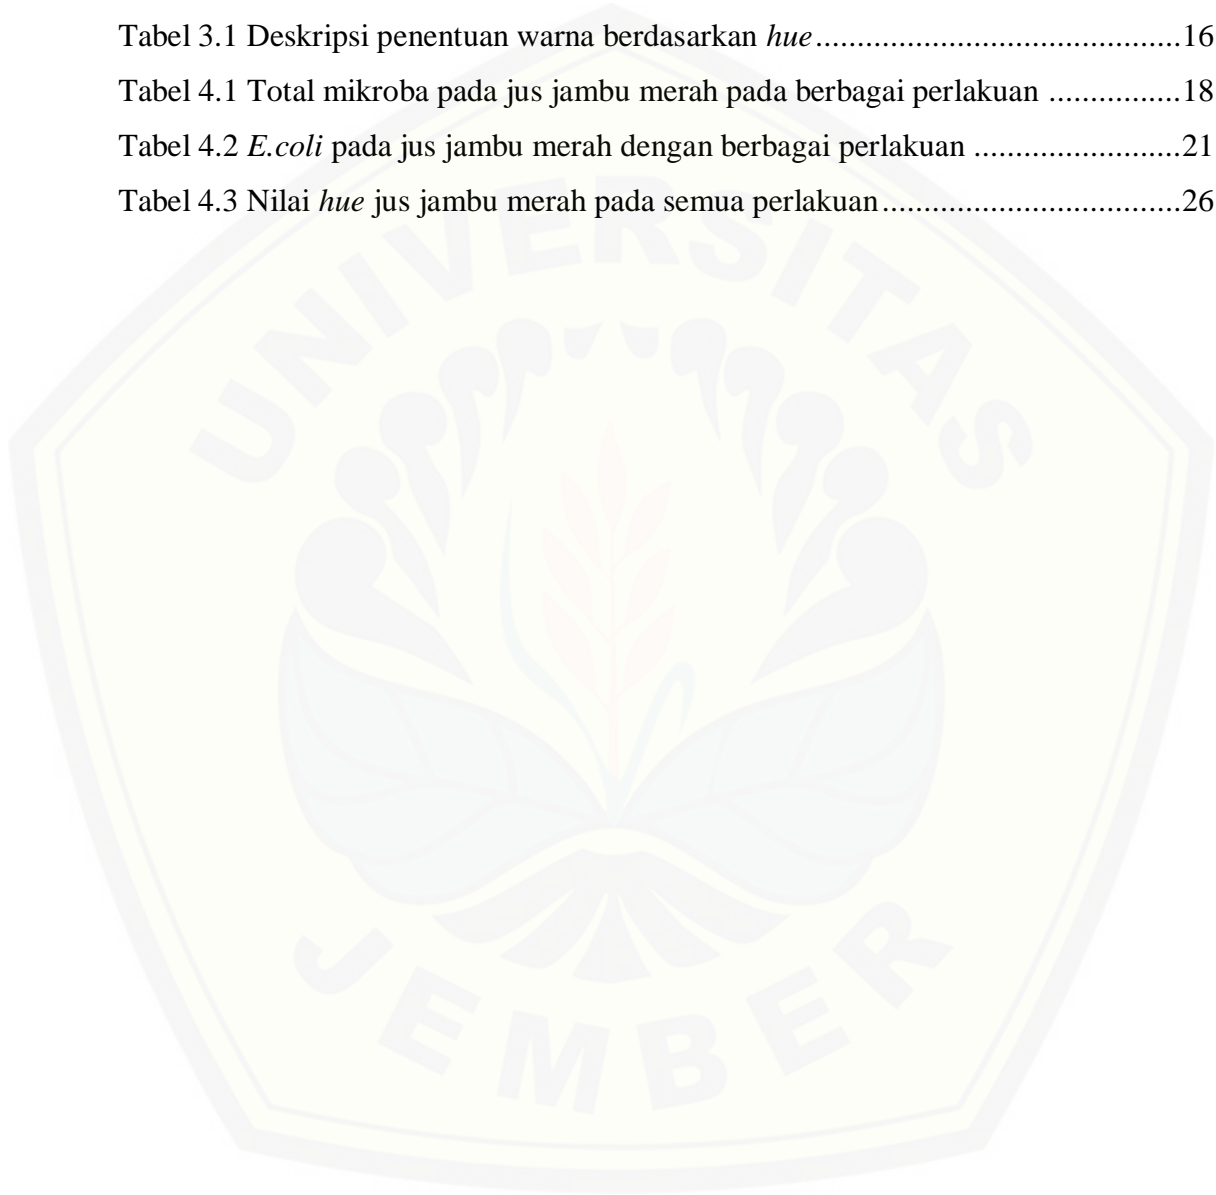 Tabel 3.1 Deskripsi penentuan warna berdasarkan hue............................................16
Tabel 4.1 Total mikroba pada jus jambu merah pada berbagai perlakuan ................18
Tabel 4.2 E.coli pada jus jambu merah dengan berbagai perlakuan .........................21
Tabel 4.3 Nilai hue jus jambu merah pada semua perlakuan....................................26
UNIVERSITAS
JEMBER